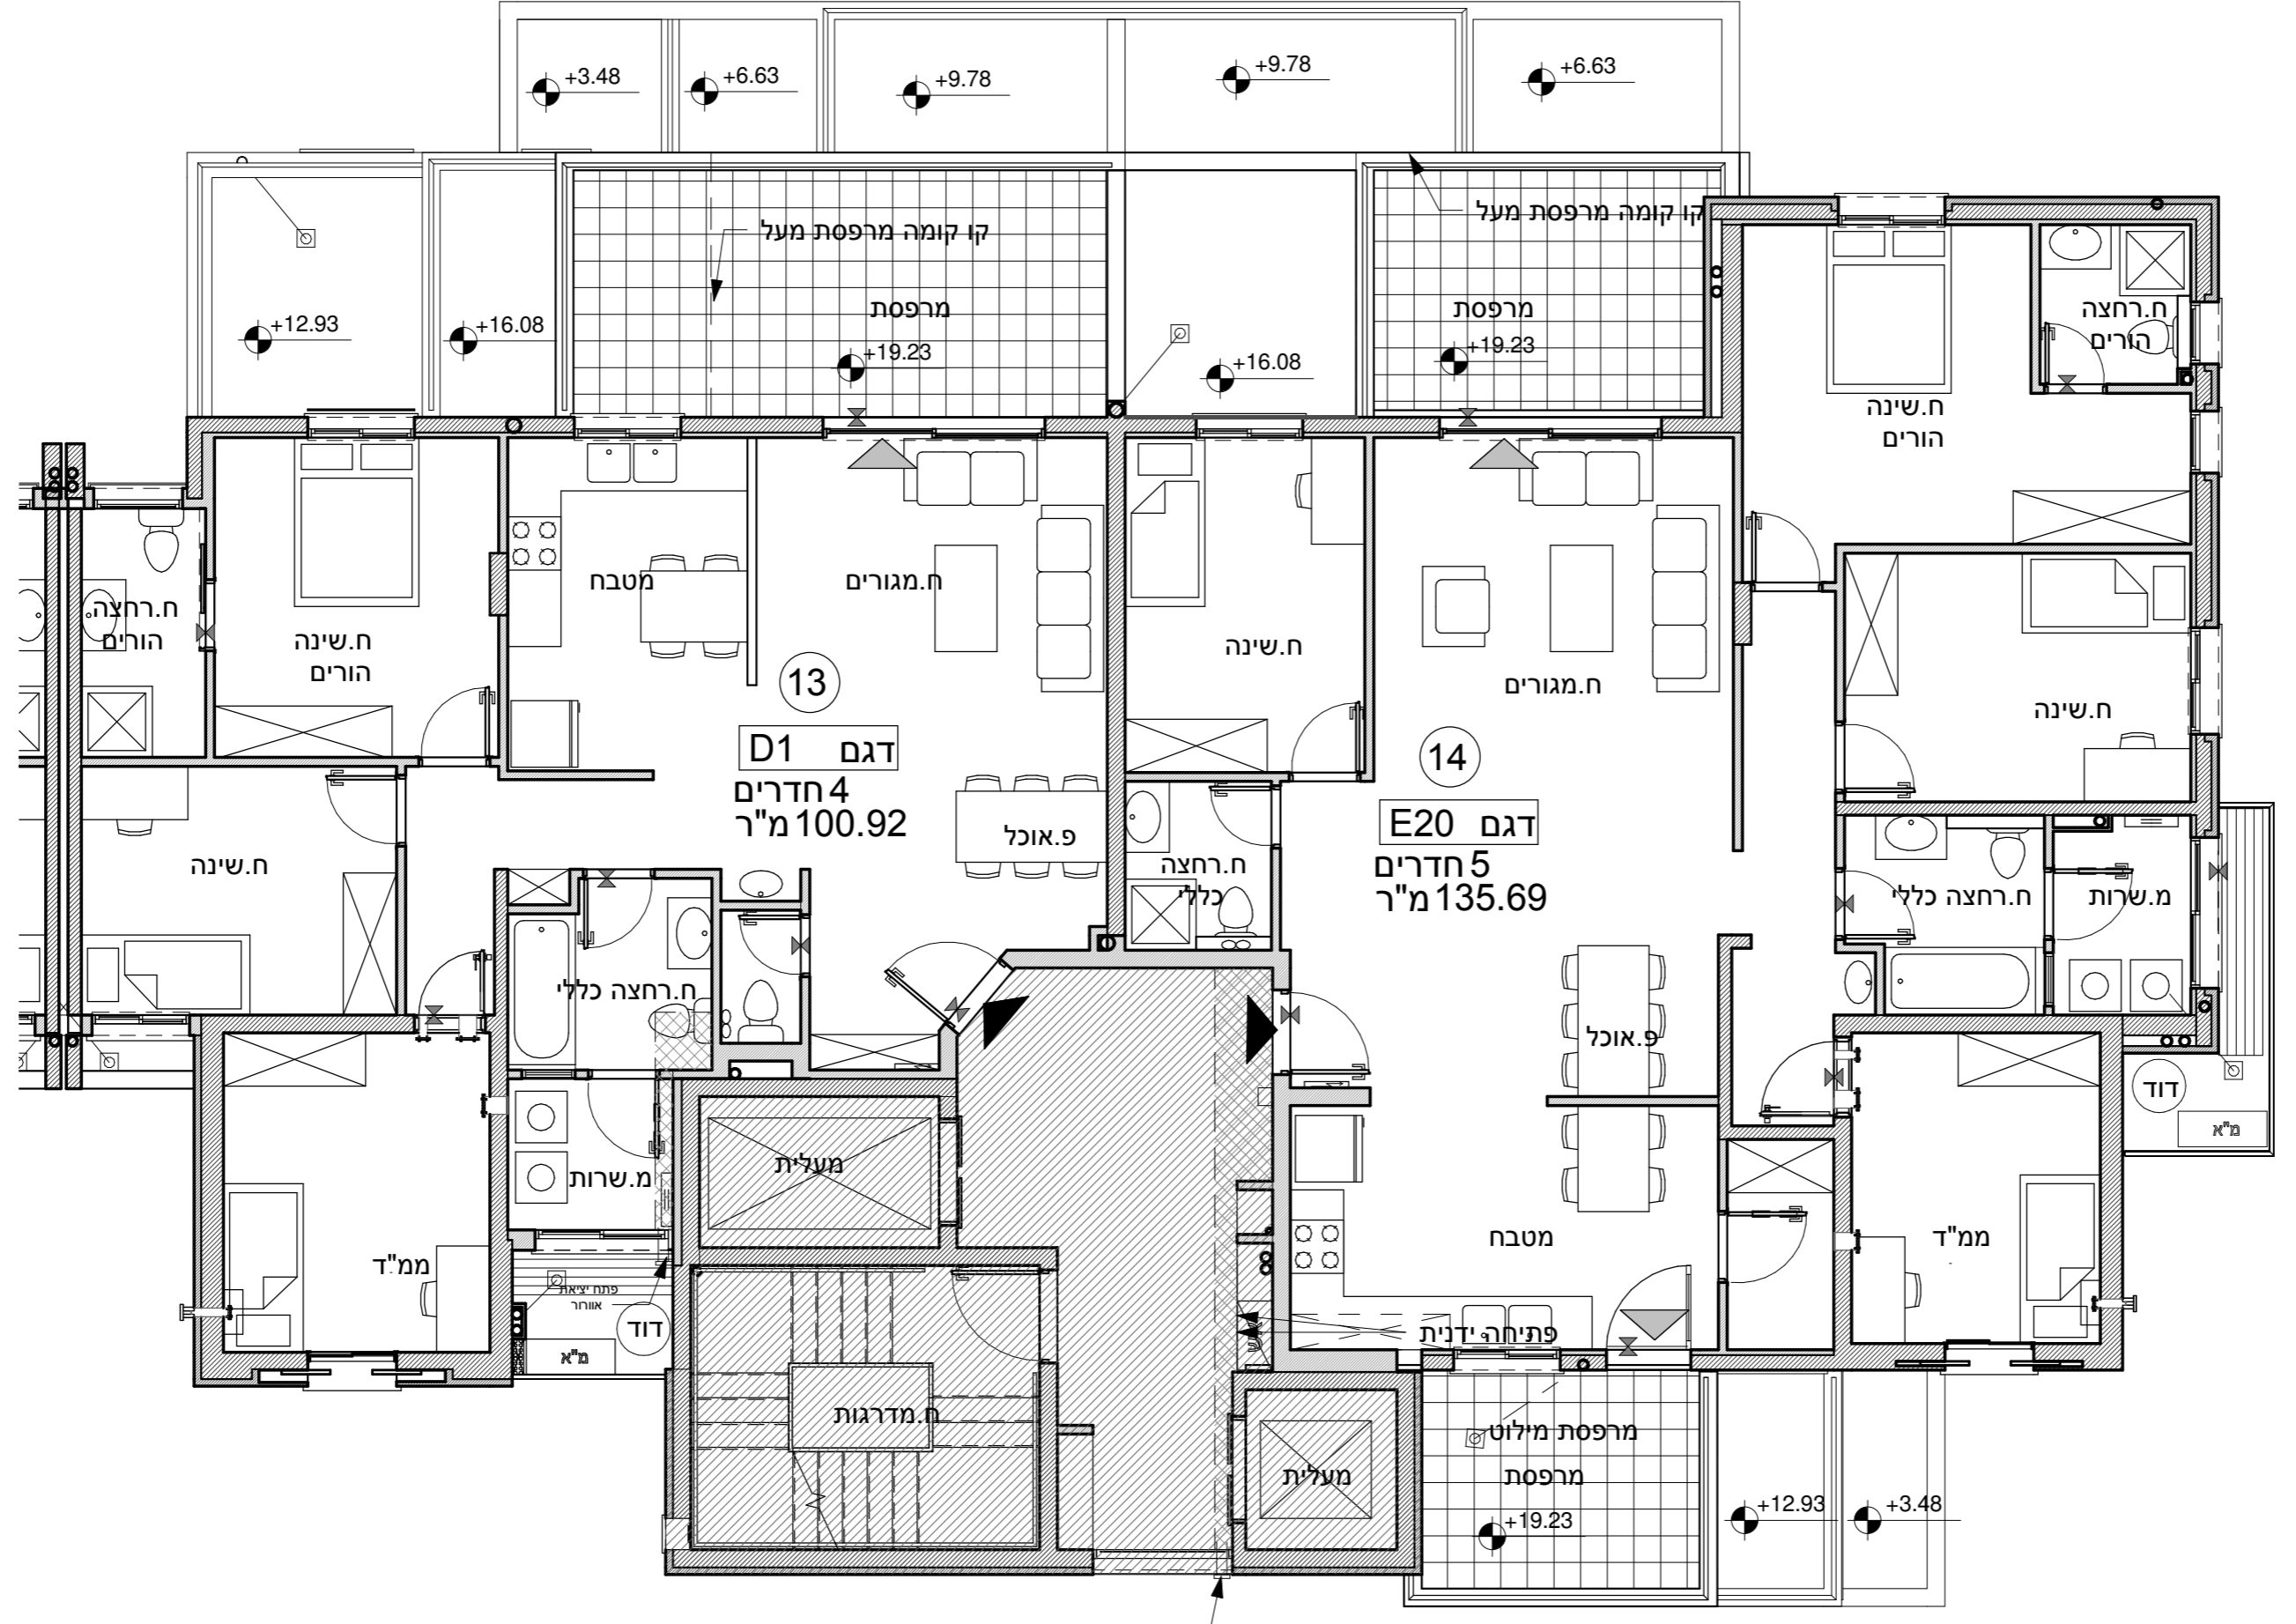 +3.48
+6.63
+9.78
+9.78
+6.63
קו קומה מרפסת מעל
קו קומה מרפסת מעל
מרפסת
+19.23
מרפסת
+19.23
+12.93
+16.08
+16.08
ח.רחצה
הורים
ח.שינה
הורים
ח.רחצה
הורים
ח.שינה
הורים
מטבח
ח.מגורים
ח.שינה
ח.מגורים
ח.שינה
13
דגם D1
4 חדרים
100.92 מ"ר
14
דגם E20
5 חדרים
135.69 מ"ר
פ.אוכל
ח.שינה
ח.רחצה
כללי
ח.רחצה כללי
מ.שרות
ח.רחצה כללי
פ.אוכל
דוד
מ"א
מעלית
מ.שרות
ממ"ד
מטבח
ממ"ד
פתח יציאת
אוורור
דוד
מ"א
פתיחה ידנית
ח.מדרגות
מרפסת מילוט
מרפסת
+19.23
מעלית
+12.93
+3.48